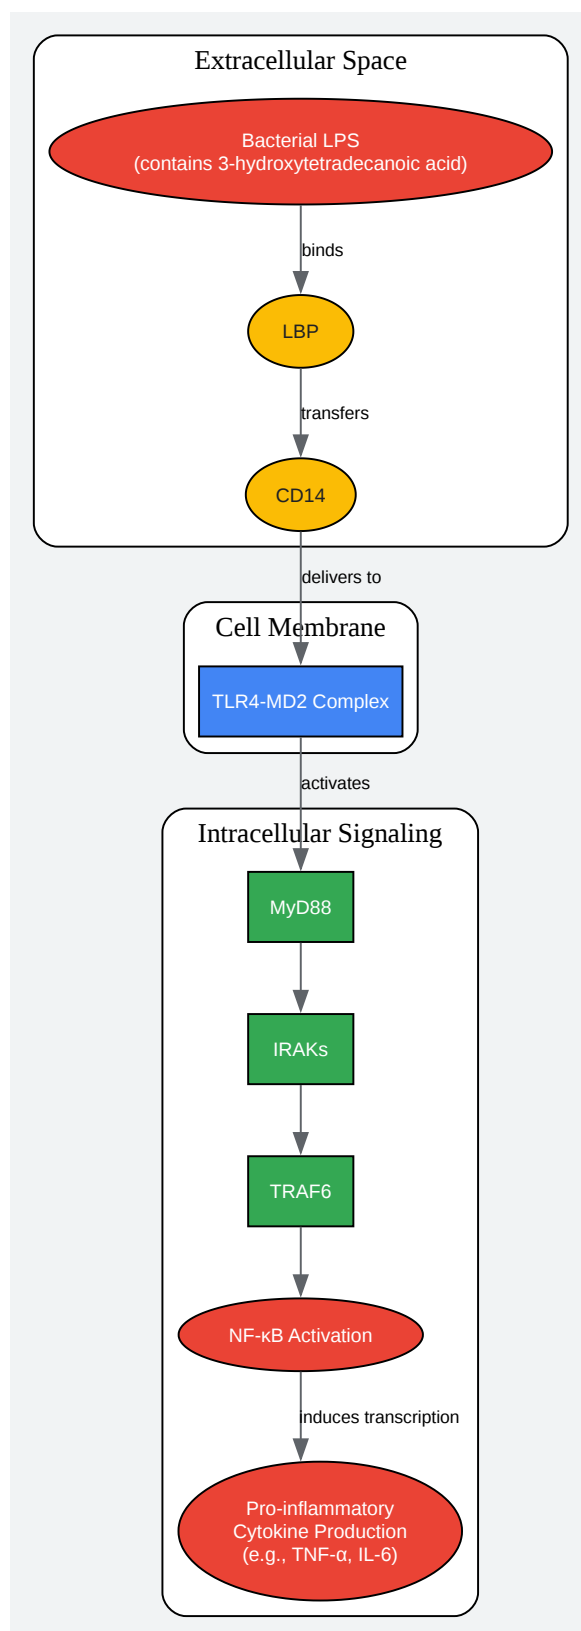 Extracellular Space
Bacterial LPS
(contains 3-hydroxytetradecanoic acid)
binds
LBP
transfers
CD14
delivers to
Cell Membrane
TLR4-MD2 Complex
activates
Intracellular Signaling
MyD88
IRAKs
TRAF6
NF-κB Activation
induces transcription
Pro-inflammatory
Cytokine Production
(e.g., TNF-α, IL-6)